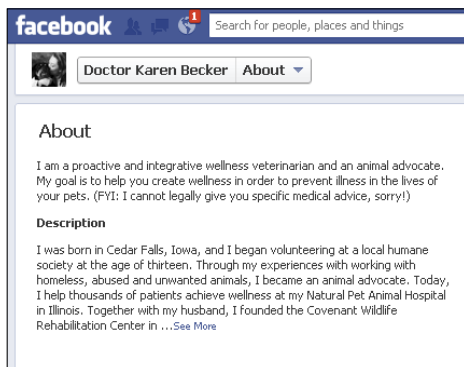 facebook
1
Search for people, places and things
Doctor Karen Becker About
About
I am a proactive and integrative wellness veterinarian and an animal advocate.
My goal is to help you create wellness in order to prevent illness in the lives of
your pets. (FYI: I cannot legally give you specific medical advice, sorry!)
Description
I was born in Cedar Falls, Iowa, and I began volunteering at a local humane
society at the age of thirteen. Through my experiences with working with
homeless, abused and unwanted animals, I became an animal advocate. Today,
I help thousands of patients achieve wellness at my Natural Pet Animal Hospital
in Illinois. Together with my husband, I founded the Covenant Wildlife
Rehabilitation Center in ...See More